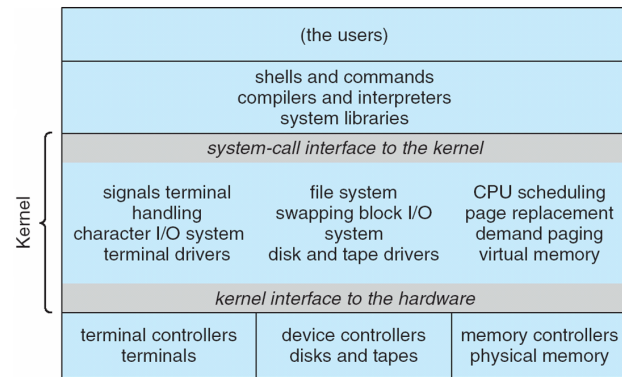 (the users)
shells and commands
compilers and interpreters
system libraries
Kernel
system-call interface to the kernel
signals terminal
handling
character I/O system
terminal drivers
file system
swapping block I/O
system
disk and tape drivers
CPU scheduling
page replacement
demand paging
virtual memory
kernel interface to the hardware
terminal controllers
terminals
device controllers
disks and tapes
memory controllers
physical memory